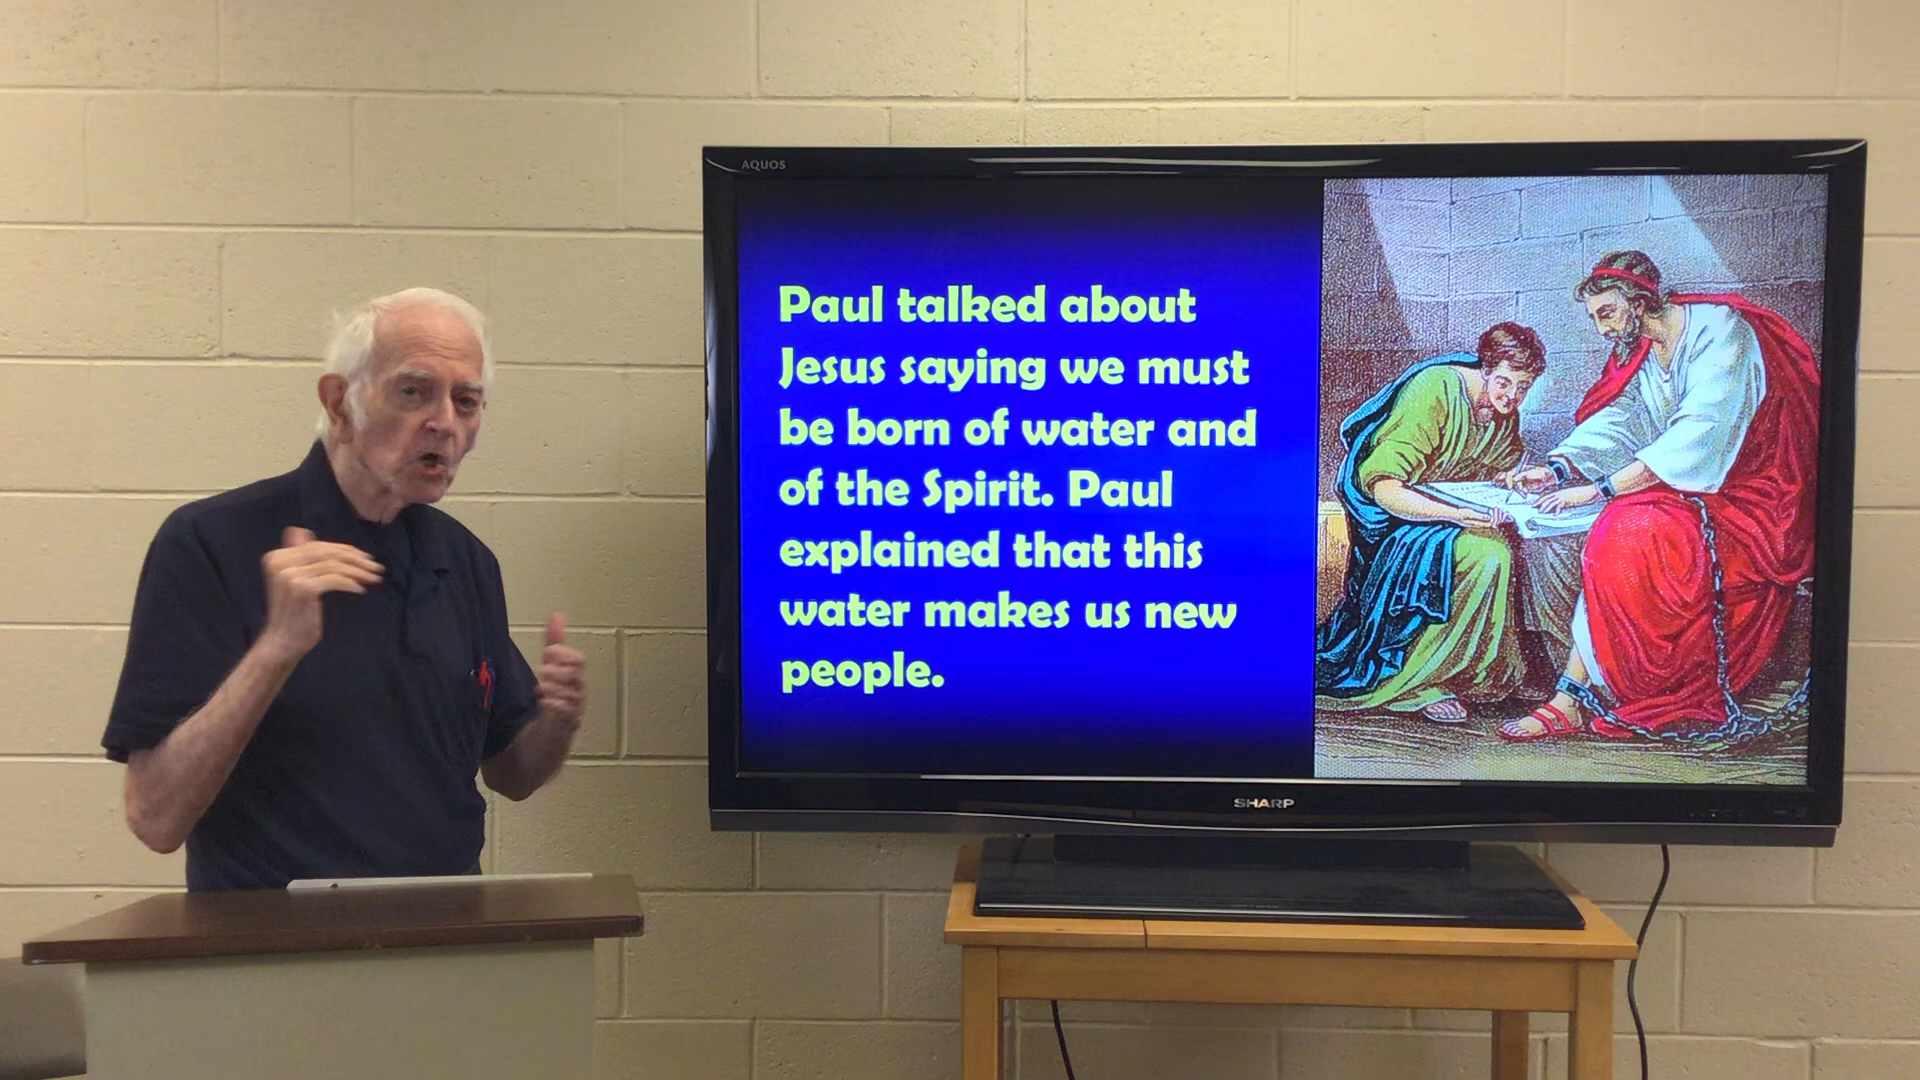 AQUOS
Paul talked about
Jesus saying we must
be born of water and
of the Spirit. Paul
explained that this
water makes us new
people.
SHARP